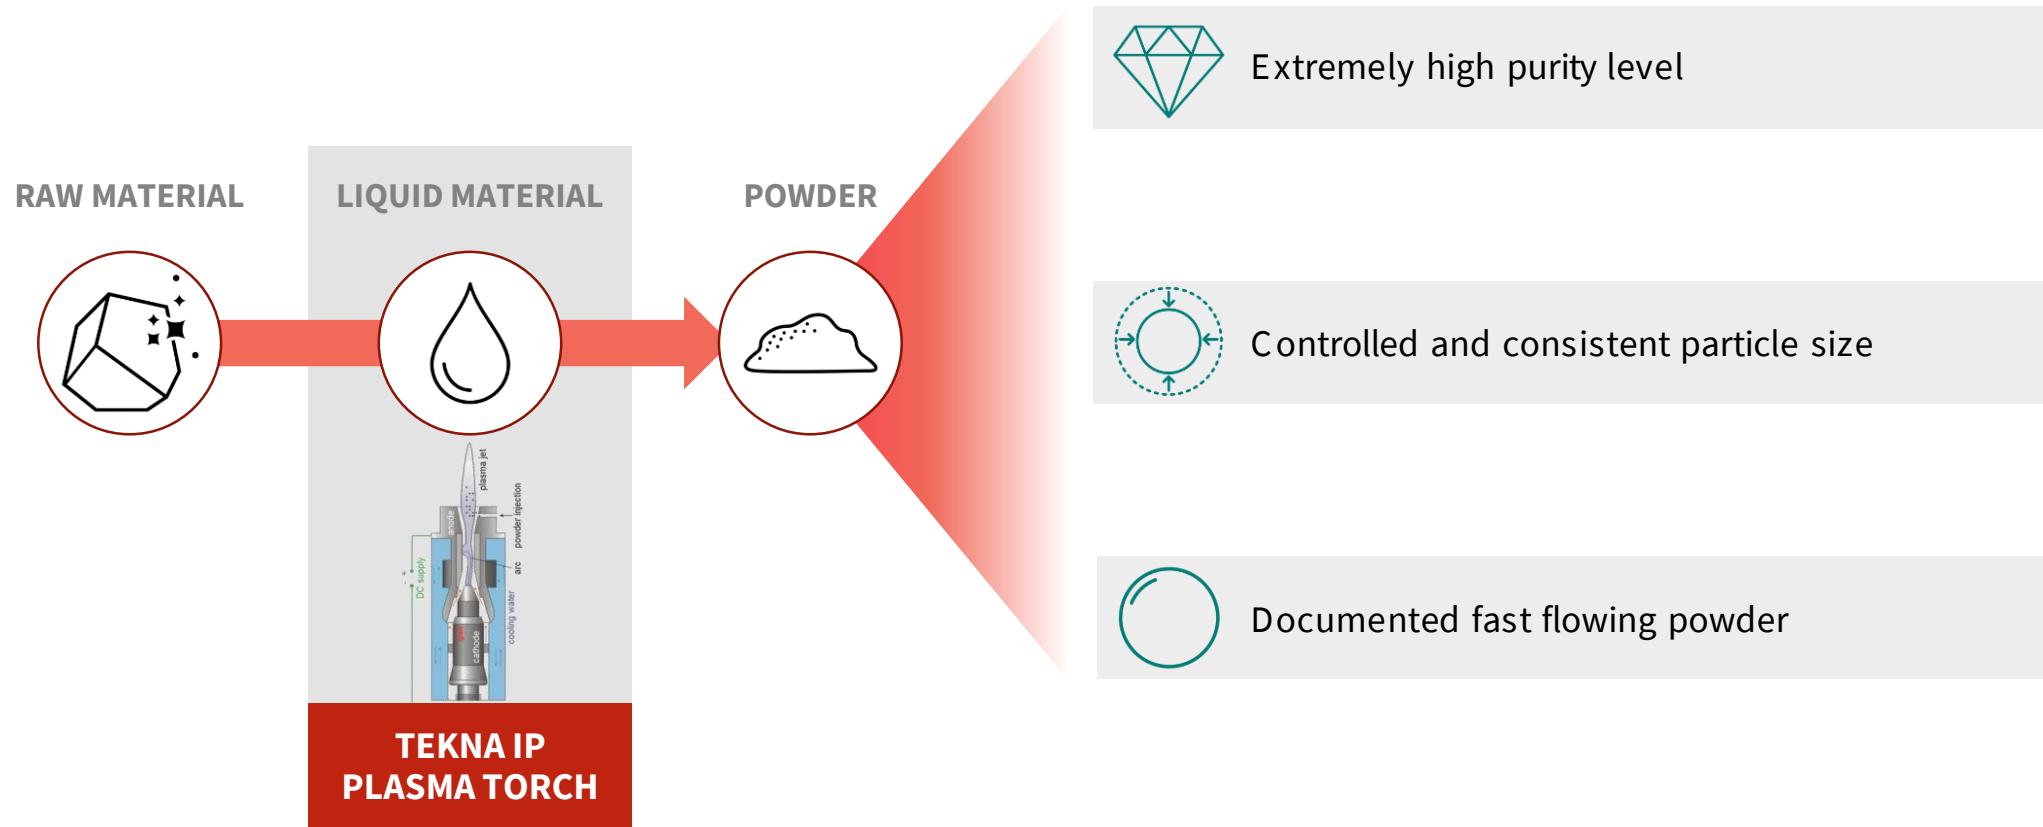 RAW MATERIAL
LIQUID MATERIAL
POWDER
plasma jet
powder injection
anode
arc
DC supply
+
-
cooling water
gas
cathode
TEKNA IP
PLASMA TORCH
Extremely high purity level
Controlled and consistent particle size
Documented fast flowing powder